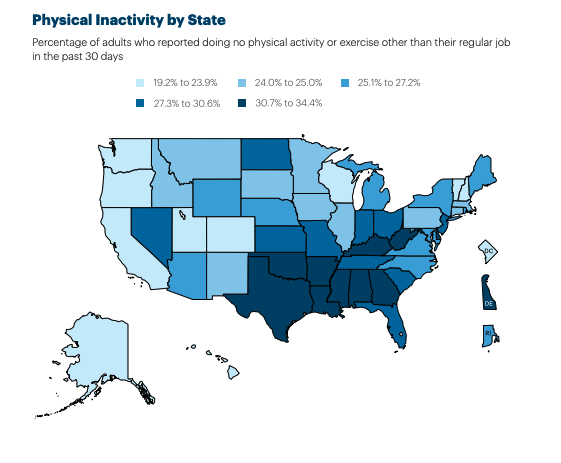 Physical Inactivity by State
Percentage of adults who reported doing no physical activity or exercise other than their regular job
in the past 30 days
19.2% to 23.9% 24.0% to 25.0% 25.1% to 27.2%
27.3% to 30.6% 30.7% to 34.4%
DC
DE
RI